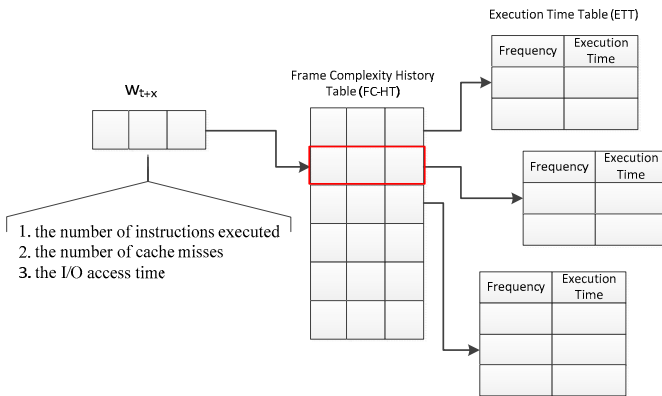 Execution Time Table (ETT)
Frequency
Execution
Time
Frame Complexity History
Table (FC-HT)
Wt+x
Frequency
Execution
Time
1. the number of instructions executed
2. the number of cache misses
3. the I/O access time
Frequency
Execution
Time